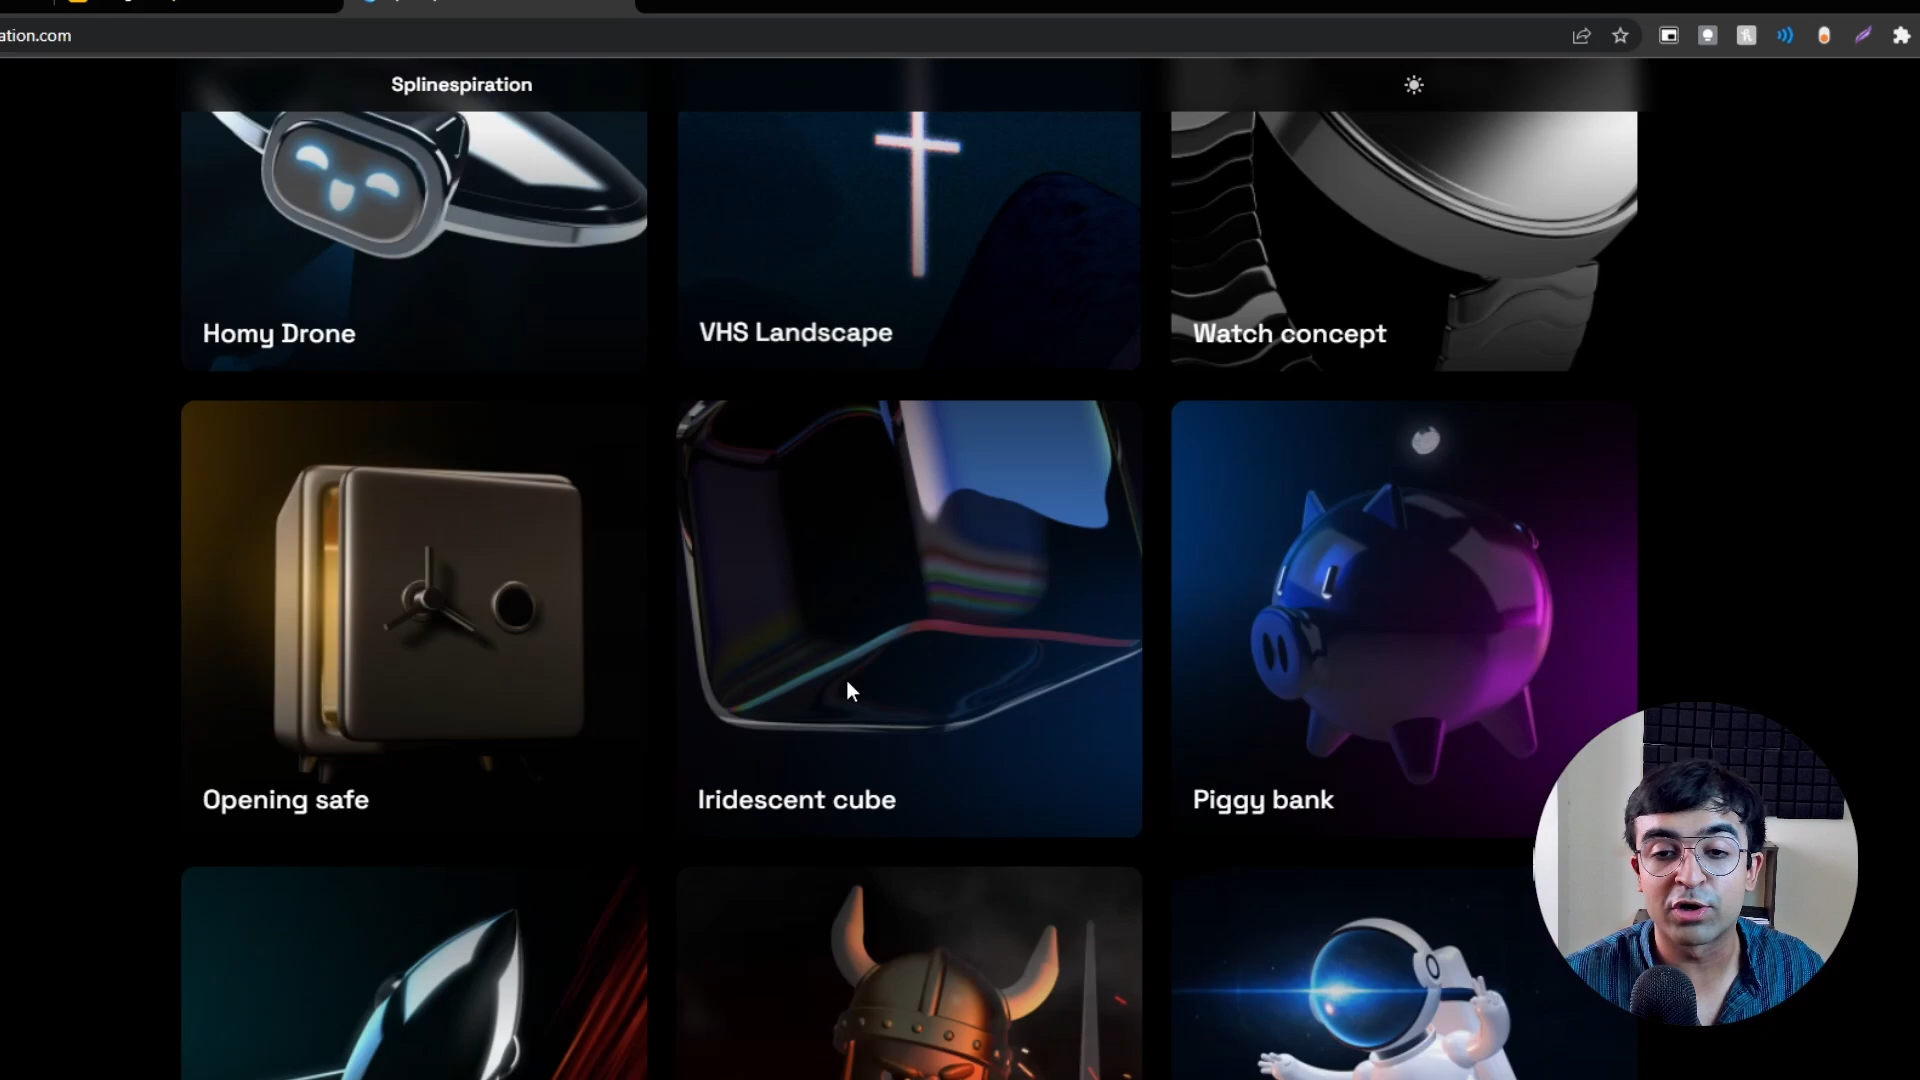 ation.com
Splinespiration
Homy Drone
VHS Landscape
Watch concept
Opening safe
Iridescent cube
Piggy bank